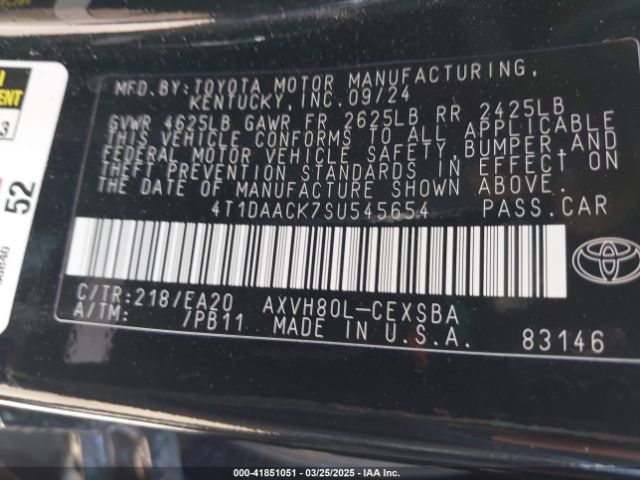 MFD. BY: TOYOTA MOTOR MANUFACTURING,
KENTUCKY, INC. 09/24
GVWR 4625LB GAWR FR 2625LB RR 2425LB
THIS VEHICLE CONFORMS TO ALL APPLICABLE
FEDERAL MOTOR VEHICLE SAFETY, BUMPER, AND
THEFT PREVENTION STANDARDS IN EFFECT ON
THE DATE OF MANUFACTURE SHOWN ABOVE.
4T1DAACK7SU545654 PASS. CAR
C/TR: 218/EA20 AXVH80L-CEXSBA
A/TM: /PB11 MADE IN U.S.A.
83146
52
000-41851051 | 03/25/2025 | IAA Inc.